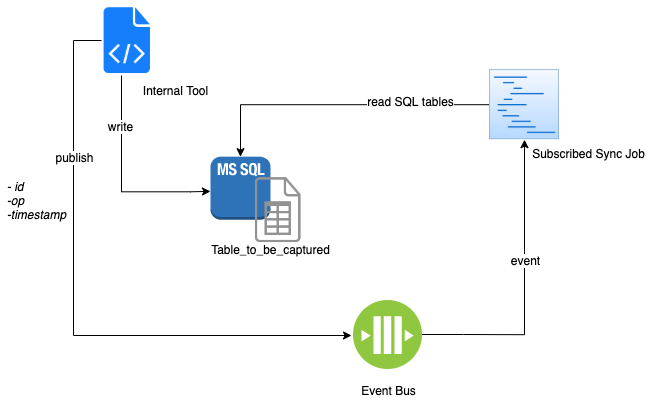 Internal Tool
read SQL tables
write
publish
Subscribed Sync Job
MS SQL
- id
-op
-timestamp
Table_to_be_captured
event
Event Bus